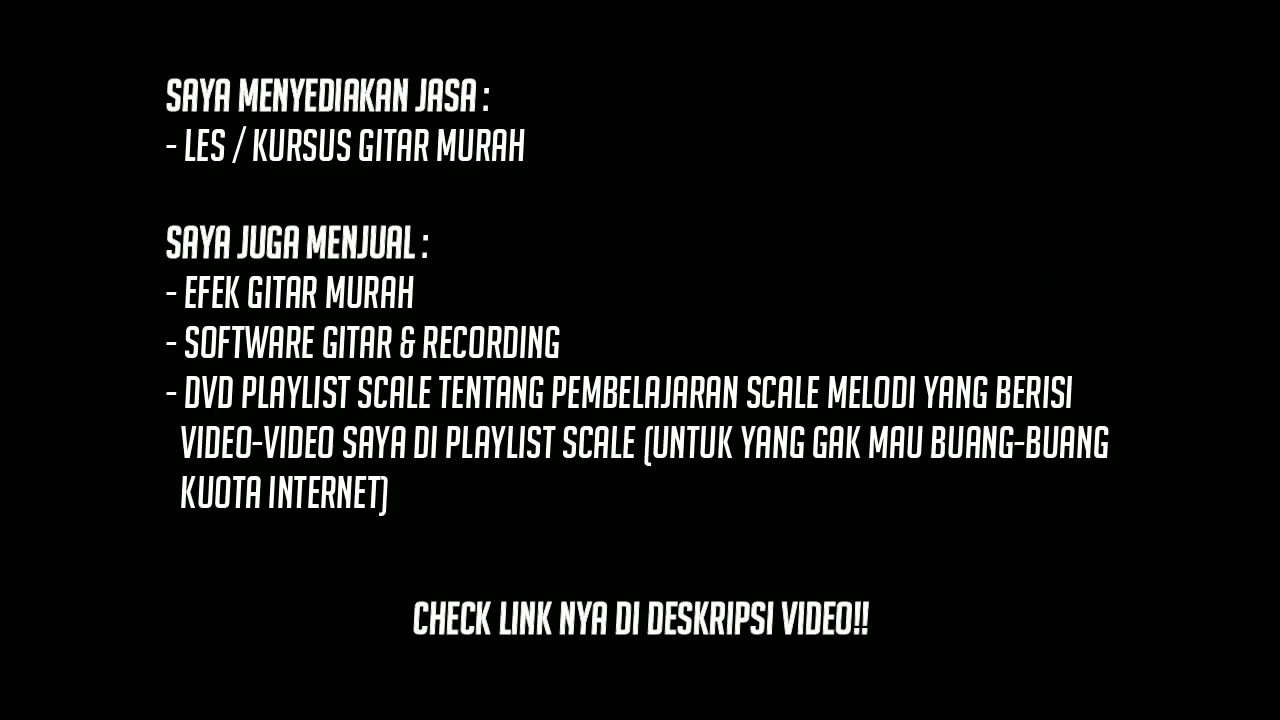 SAYA MENYEDIAKAN JASA :
- LES / KURSUS GITAR MURAH
SAYA JUGA MENJUAL :
- EFEK GITAR MURAH
- SOFTWARE GITAR & RECORDING
- DVD PLAYLIST SCALE TENTANG PEMBELAJARAN SCALE MELODI YANG BERISI
VIDEO-VIDEO SAYA DI PLAYLIST SCALE (UNTUK YANG GAK MAU BUANG-BUANG
KUOTA INTERNET)
CHECK LINK NYA DI DESKRIPSI VIDEO!!